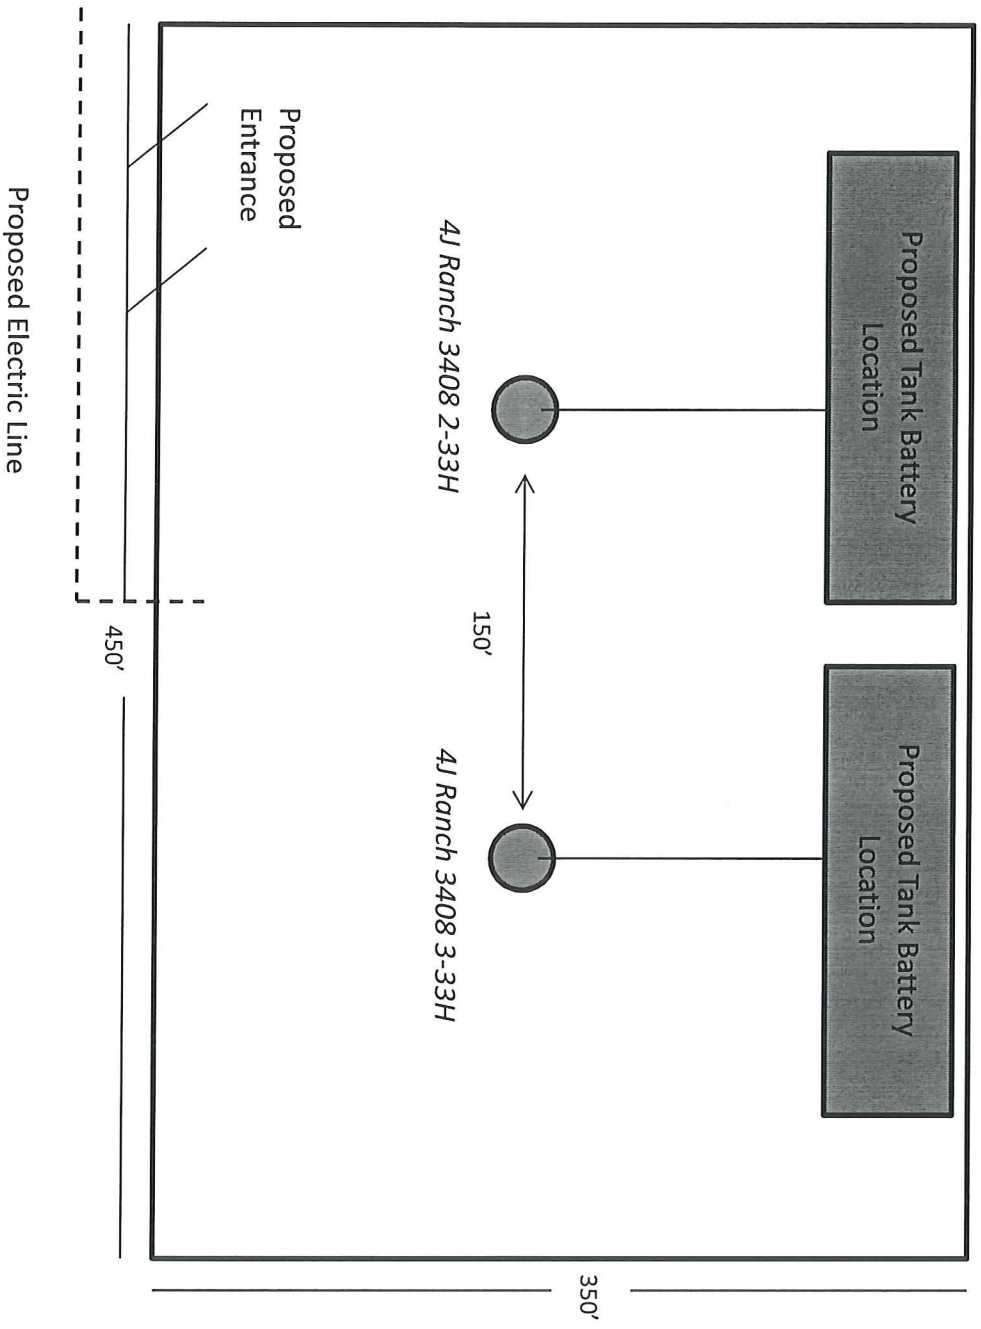 Proposed Tank Battery
Location
Proposed Tank Battery
Location
350’
150’
4J Ranch 3408 2-33H
4J Ranch 3408 3-33H
Proposed
Entrance
450’
Proposed Electric Line